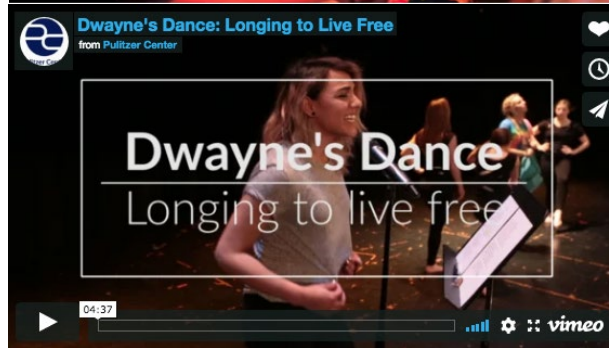 Dwayne's Dance: Longing to Live Free
from Pulitzer Center
Dwayne's Dance
Longing to live free
04:37
vimeo